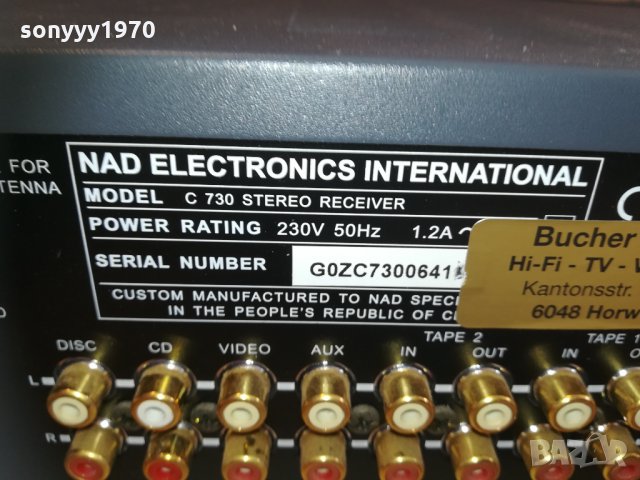 sonyyy1970
FOR
NAD ELECTRONICS INTERNATIONAL
MODEL C 730 STEREO RECEIVER
POWER RATING 230V 50Hz 1.2A ~
SERIAL NUMBER G0ZC7300641
CUSTOM MANUFACTURED TO NAD
IN THE PEOPLE'S REPUBLIC OF
Bucher
Hi-Fi - TV -
Kantonsstr.
6048 Horw
TAPE 2
TAPE 1
DISC CD VIDEO AUX IN OUT IN
L
R
BAZAR